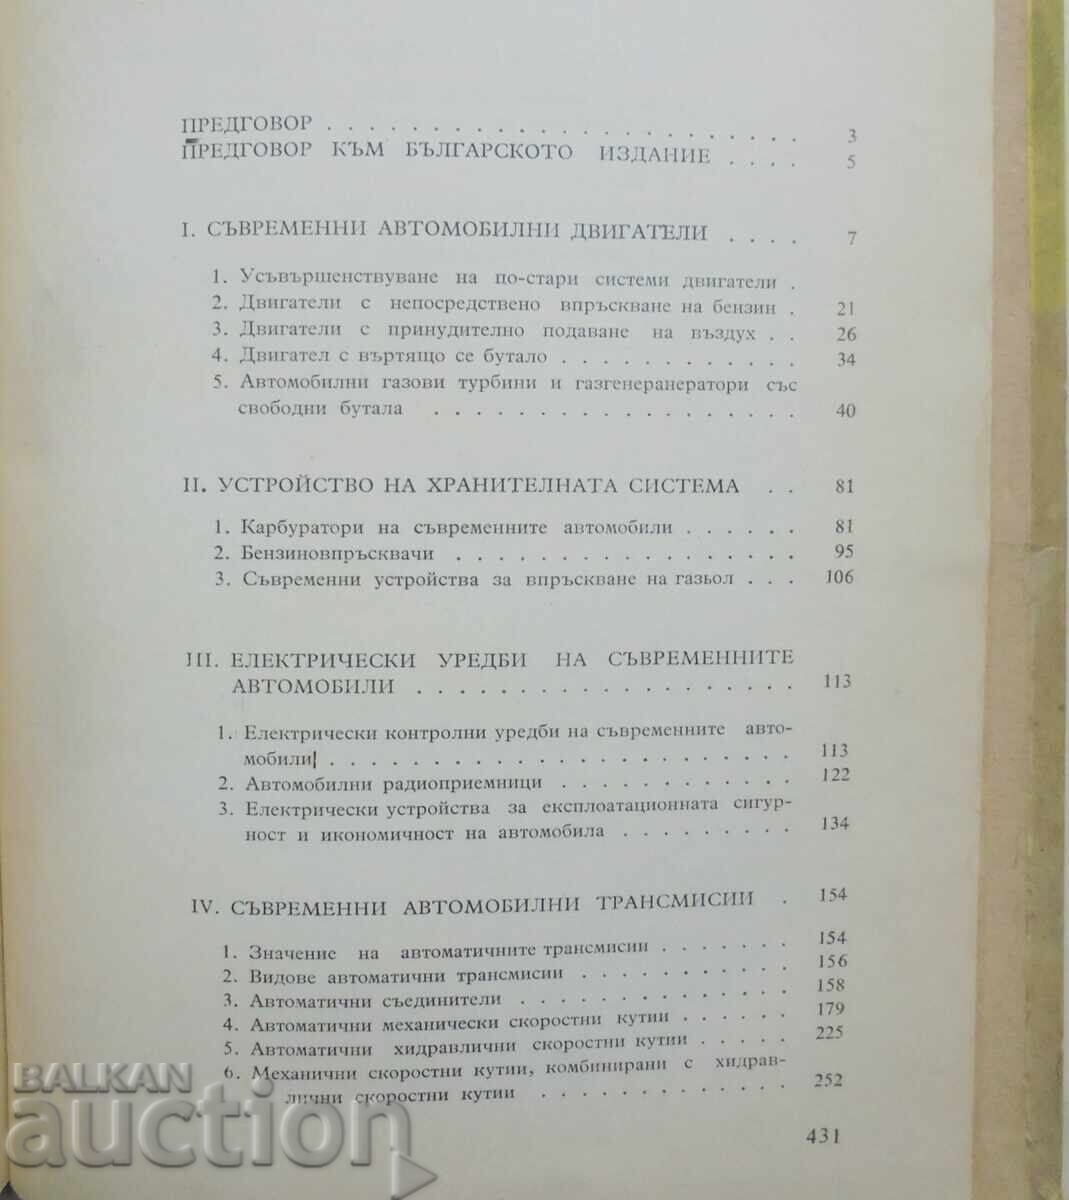 ПРЕДГОВОР . . . . . . . . . . . . . . . . . . . 3
ПРЕДГОВОР КЪМ БЪЛГАРСКОТО ИЗДАНИЕ . . . . 5
I. СЪВРЕМЕННИ АВТОМОБИЛНИ ДВИГАТЕЛИ . . . . 7
1. Усъвършенствуване на по-стари системи двигатели .
2. Двигатели с непосредствено впръскване на бензин . 21
3. Двигатели с принудително подаване на въздух . . 26
4. Двигател с въртящо се бутало . . . . . . . . . . . 34
5. Автомобилни газови турбини и газгенеранератори със
свободни бутала . . . . . . . . . . . . . . . . . 40
II. УСТРОЙСТВО НА ХРАНИТЕЛНАТА СИСТЕМА . . 81
1. Карбуратори на съвременните автомобили . . . . . . 81
2. Бензиновпръсквачи . . . . . . . . . . . . . . . . 95
3. Съвременни устройства за впръскване на газьол . . . 106
III. ЕЛЕКТРИЧЕСКИ УРЕДБИ НА СЪВРЕМЕННИТЕ
АВТОМОБИЛИ . . . . . . . . . . . . . . . . . . 113
1. Електрически контролни уредби на съвременните авто-
мобили . . . . . . . . . . . . . . . . . . . . . . 113
2. Автомобилни радиоприемници . . . . . . . . . . . 122
3. Електрически устройства за експлоатационната сигур-
ност и икономичност на автомобила . . . . . . . . . 134
IV. СЪВРЕМЕННИ АВТОМОБИЛНИ ТРАНСМИСИИ . 154
1. Значение на автоматичните трансмисии . . . . . . . 154
2. Видове автоматични трансмисии . . . . . . . . . . . 156
3. Автоматични съединители . . . . . . . . . . . . . . 158
4. Автоматични механически скоростни кутии . . . . . . 179
5. Автоматични хидравлични скоростни кутии . . . . . 225
6. Механични скоростни кутии, комбинирани с хидрав-
лични скоростни кутии . . . . . . . . . . . . . 252
431
BALKAN
auction